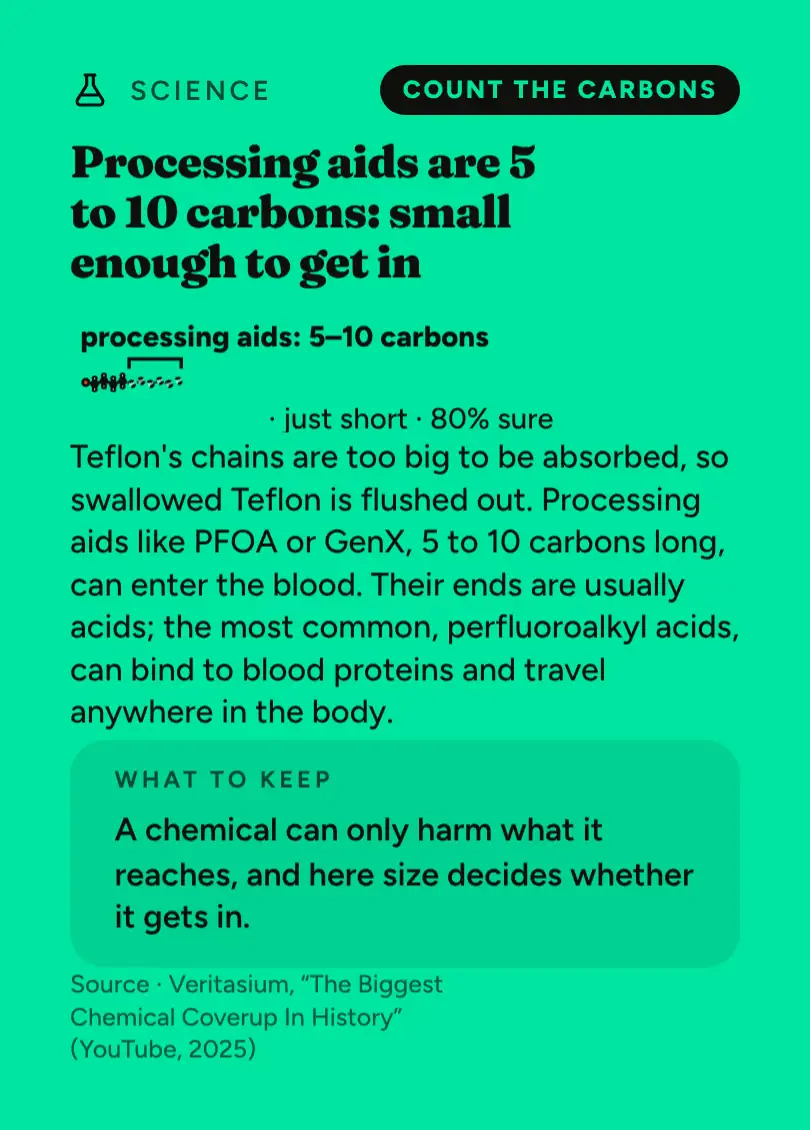 SCIENCE
COUNT THE CARBONS
Processing aids are 5
to 10 carbons: small
enough to get in
processing aids: 5–10 carbons
· just short · 80% sure
Teflon's chains are too big to be absorbed, so
swallowed Teflon is flushed out. Processing
aids like PFOA or GenX, 5 to 10 carbons long,
can enter the blood. Their ends are usually
acids; the most common, perfluoroalkyl acids,
can bind to blood proteins and travel
anywhere in the body.
WHAT TO KEEP
A chemical can only harm what it
reaches, and here size decides whether
it gets in.
Source · Veritasium, “The Biggest
Chemical Coverup In History”
(YouTube, 2025)